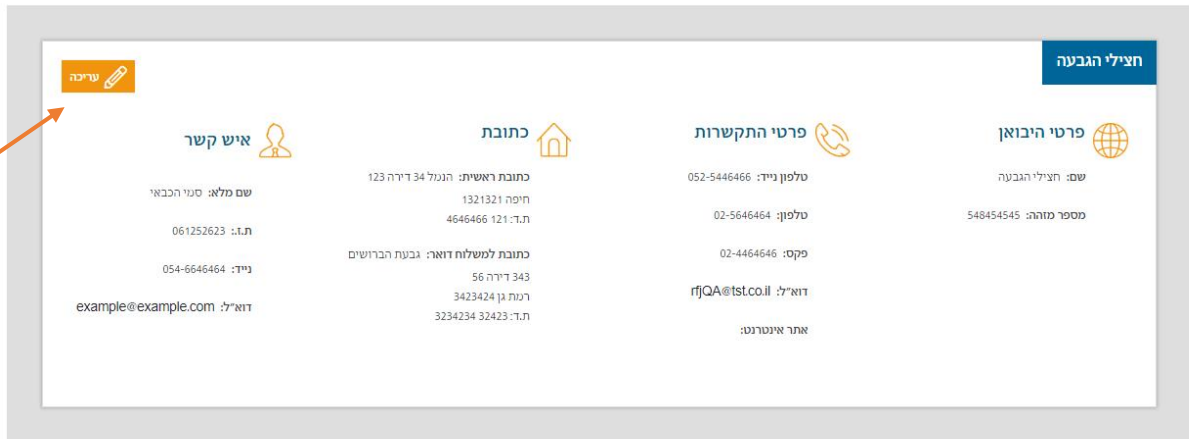 חצילי הגבעה
עריכה
פרטי היבואן
שם: חצילי הגבעה
מספר מזהה: 548454545
פרטי התקשרות
טלפון נייד: 052-5446466
טלפון: 02-5646464
פקס: 02-4464646
דוא״ל: rfjQA@tst.co.il
אתר אינטרנט:
כתובת
כתובת ראשית: הנמל 34 דירה 123
חיפה 1321321
ת.ד: 121 4646466
כתובת למשלוח דואר: גבעת הברושים
343 דירה 56
רמת גן 3423424
ת.ד: 32423 3234234
איש קשר
שם מלא: סמי הכבאי
ת.ז.: 061252623
נייד: 054-6646464
דוא״ל: example@example.com